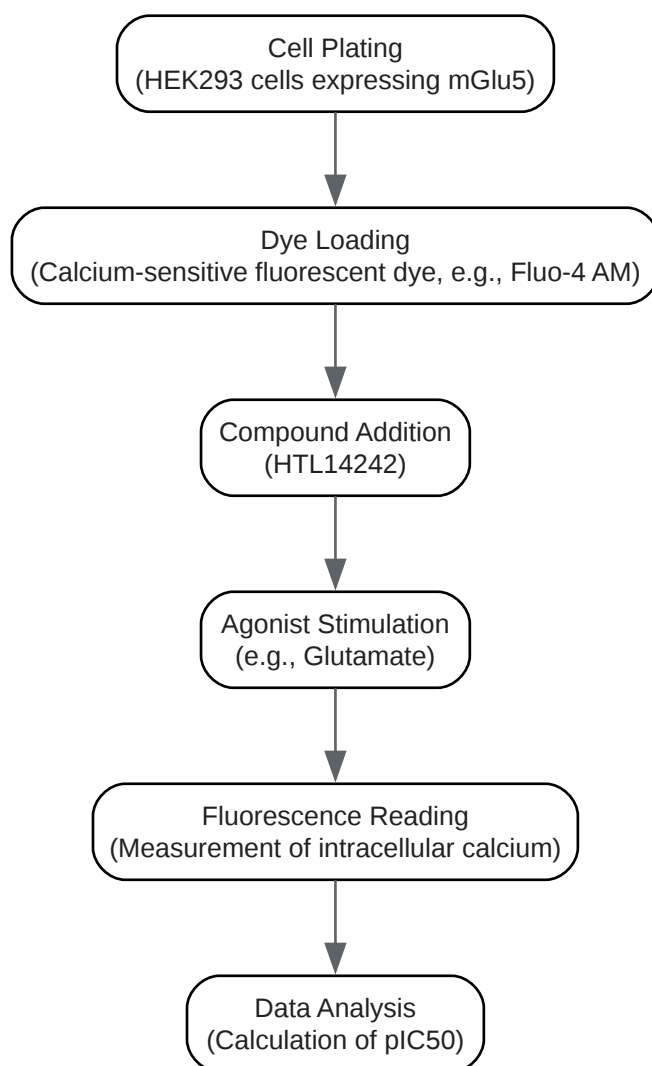 Cell Plating
(HEK293 cells expressing mGlu5)
Dye Loading
(Calcium-sensitive fluorescent dye, e.g., Fluo-4 AM)
Compound Addition
(HTL14242)
Agonist Stimulation
(e.g., Glutamate)
Fluorescence Reading
(Measurement of intracellular calcium)
Data Analysis
(Calculation of pIC50)